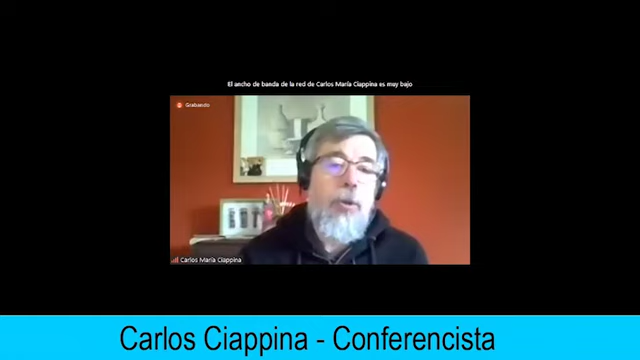 El ancho de banda de la red de Carlos María Ciappina es muy bajo
Grabando
Carlos María Ciappina
Carlos Ciappina - Conferencista